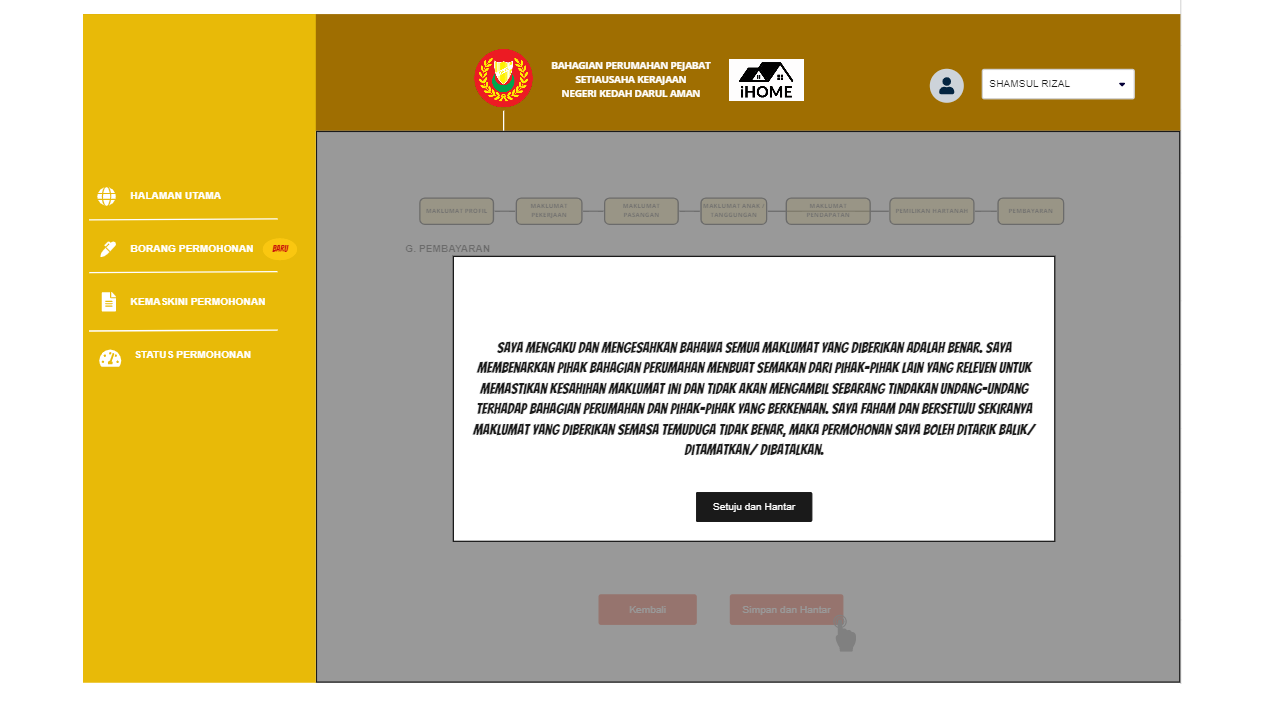 BAHAGIAN PERUMAHAN PEJABAT
SETIAUSAHA KERAJAAN
NEGERI KEDAH DARUL AMAN
iHOME
SHAMSUL RIZAL
HALAMAN UTAMA
BORANG PERMOHONAN
BARU
KEMASKINI PERMOHONAN
STATUS PERMOHONAN
MAKLUMAT PROFIL
MAKLUMAT
PEKERJAAN
MAKLUMAT
PASANGAN
MAKLUMAT ANAK /
TANGGUNGAN
MAKLUMAT
PENDAPATAN
PEMILIKAN HARTANAH
PEMBAYARAN
G. PEMBAYARAN
SAYA MENGAKU DAN MENGESAHKAN BAHAWA SEMUA MAKLUMAT YANG DIBERIKAN ADALAH BENAR. SAYA
MEMBENARKAN PIHAK BAHAGIAN PERUMAHAN MENBUAT SEMAKAN DARI PIHAK-PIHAK LAIN YANG RELEVEN UNTUK
MEMASTIKAN KESAHIHAN MAKLUMAT INI DAN TIDAK AKAN MENGAMBIL SEBARANG TINDAKAN UNDANG-UNDANG
TERHADAP BAHAGIAN PERUMAHAN DAN PIHAK-PIHAK YANG BERKENAAN. SAYA FAHAM DAN BERSETUJU SEKIRANYA
MAKLUMAT YANG DIBERIKAN SEMASA TEMUDUGA TIDAK BENAR, MAKA PERMOHONAN SAYA BOLEH DITARIK BALIK/
DITAMATKAN/ DIBATALKAN.
Setuju dan Hantar
Kembali
Simpan dan Hantar